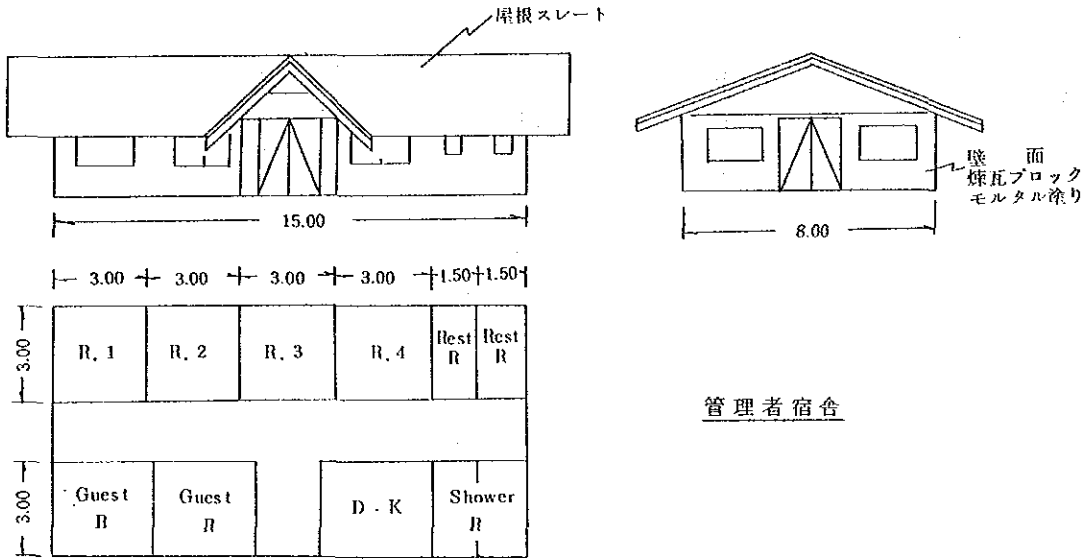 屋根スレート
壁面
煉瓦ブロック
モルタル塗り
15.00
8.00
3.00 3.00 3.00 3.00 1.50 1.50
3.00
R. 1 R. 2 R. 3 R. 4 Rest R Rest R
管理者宿舎
3.00
Guest R Guest R D - K Shower R